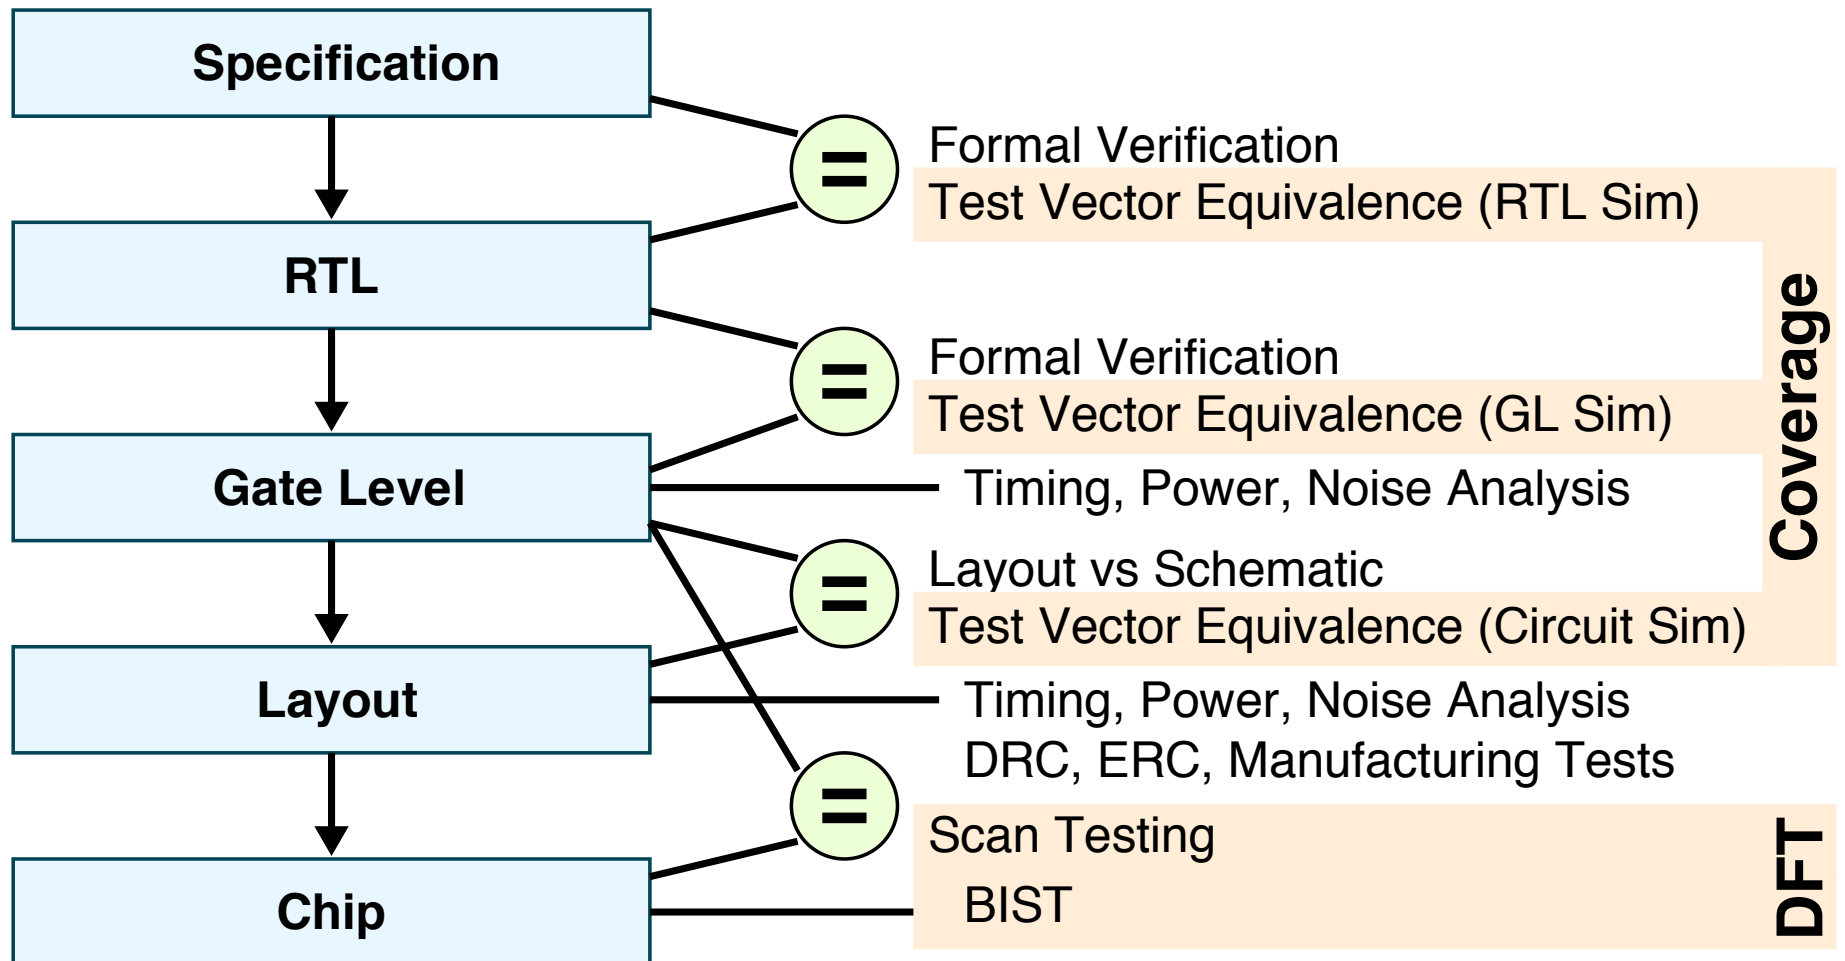 Specification
=
Formal Verification
Test Vector Equivalence (RTL Sim)
RTL
=
Formal Verification
Test Vector Equivalence (GL Sim)
Gate Level
Timing, Power, Noise Analysis
=
Layout vs Schematic
Test Vector Equivalence (Circuit Sim)
Coverage
Layout
Timing, Power, Noise Analysis
DRC, ERC, Manufacturing Tests
=
Scan Testing
Chip
BIST
DFT